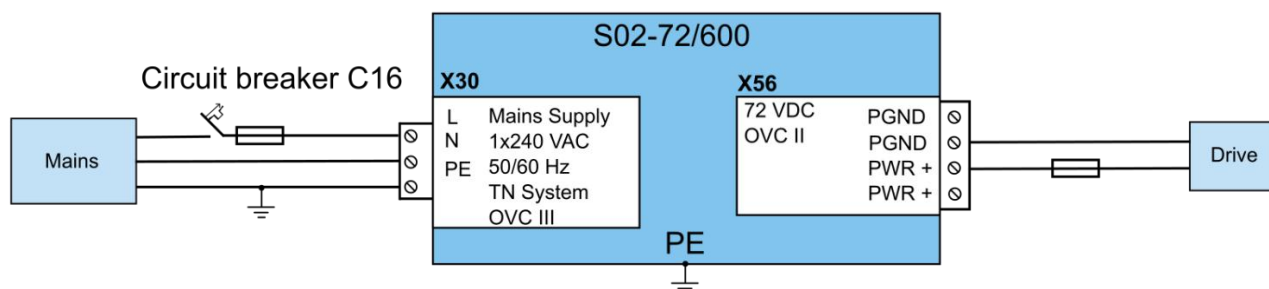 S02-72/600
Circuit breaker C16
X30
X56
Mains
L
N
PE
Mains Supply
1x240 VAC
50/60 Hz
TN System
OVC III
72 VDC
OVC II
PGND
PGND
PWR +
PWR +
Drive
PE